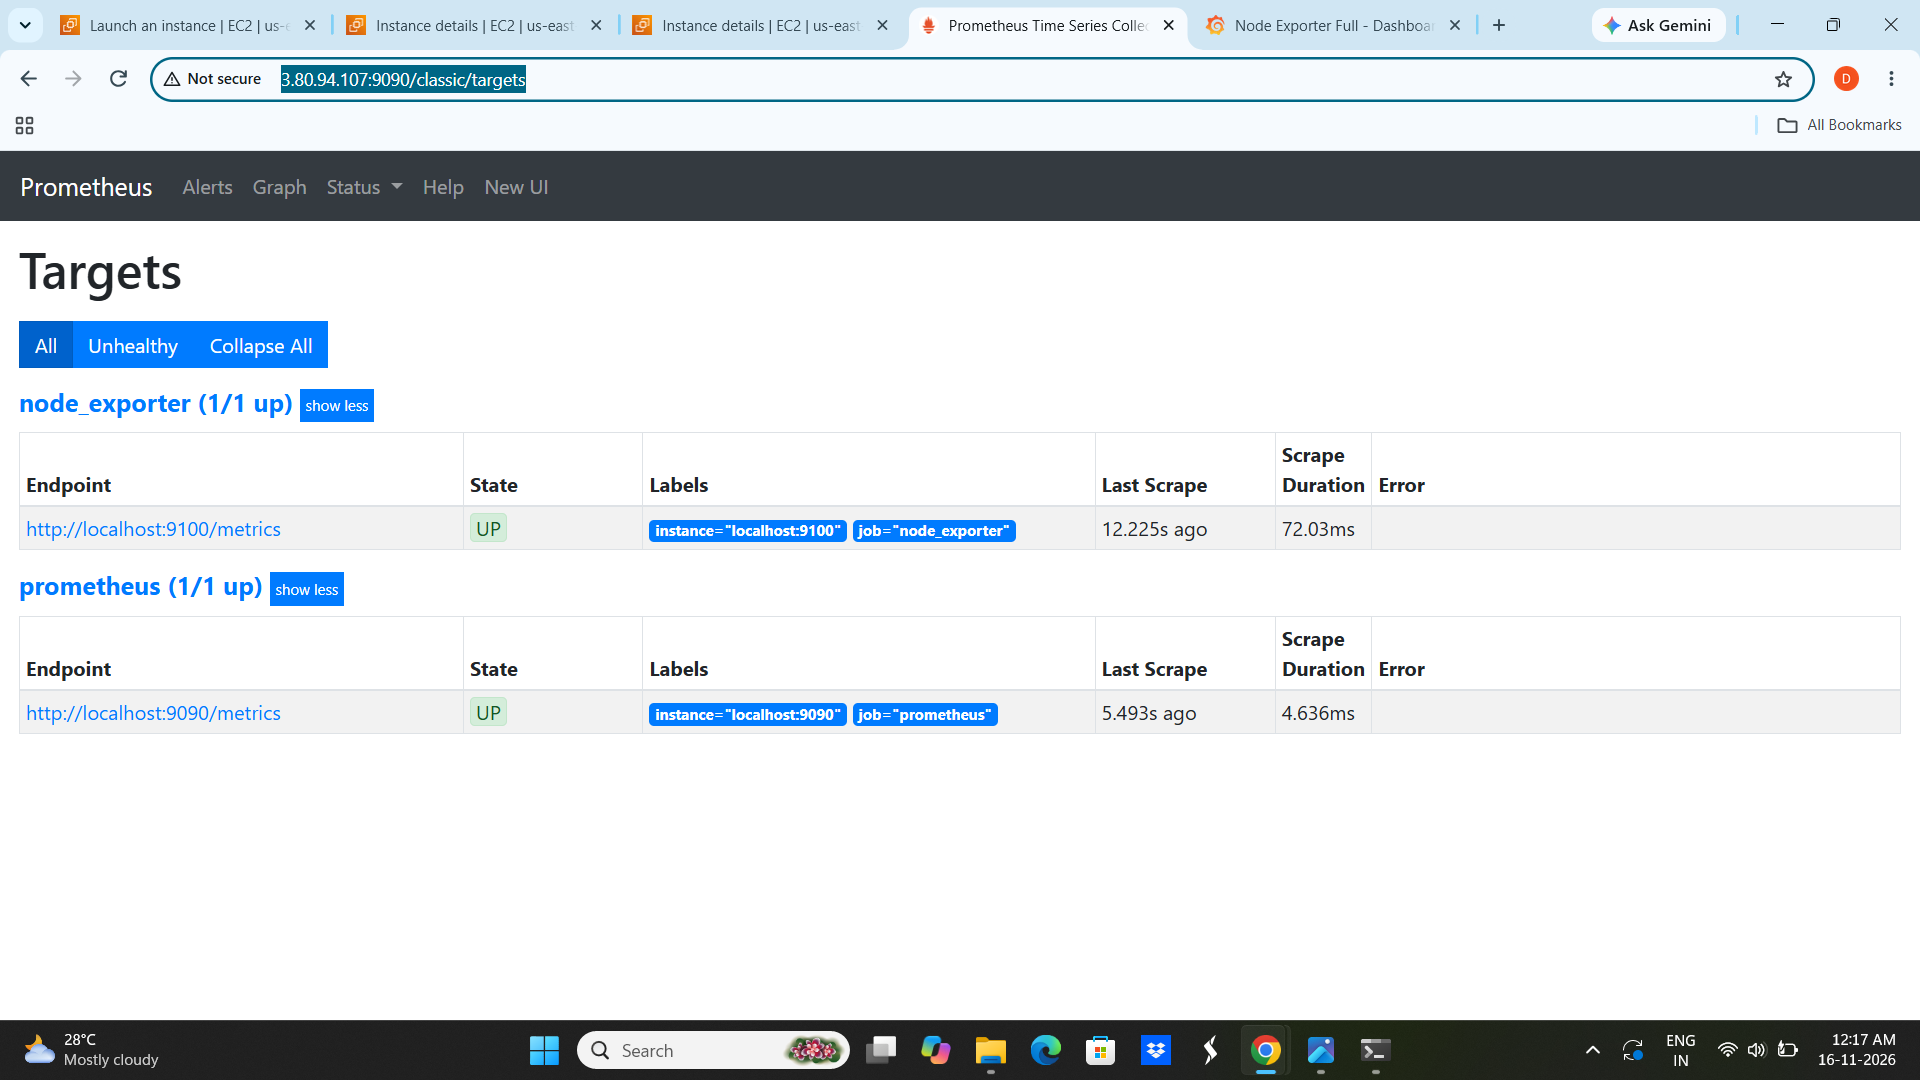 Launch an instance | EC2 | us-e
Instance details | EC2 | us-east
Instance details | EC2 | us-east
Prometheus Time Series Collec
Node Exporter Full - Dashboar
Ask Gemini
Not secure
3.80.94.107:9090/classic/targets
D
All Bookmarks
Prometheus Alerts Graph Status Help New UI
Targets
All Unhealthy Collapse All
node_exporter (1/1 up) show less
Endpoint State Labels Last Scrape Scrape Duration Error
http://localhost:9100/metrics UP instance="localhost:9100" job="node_exporter" 12.225s ago 72.03ms
prometheus (1/1 up) show less
Endpoint State Labels Last Scrape Scrape Duration Error
http://localhost:9090/metrics UP instance="localhost:9090" job="prometheus" 5.493s ago 4.636ms
28°C
Mostly cloudy
Search
ENG
IN
12:17 AM
16-11-2026